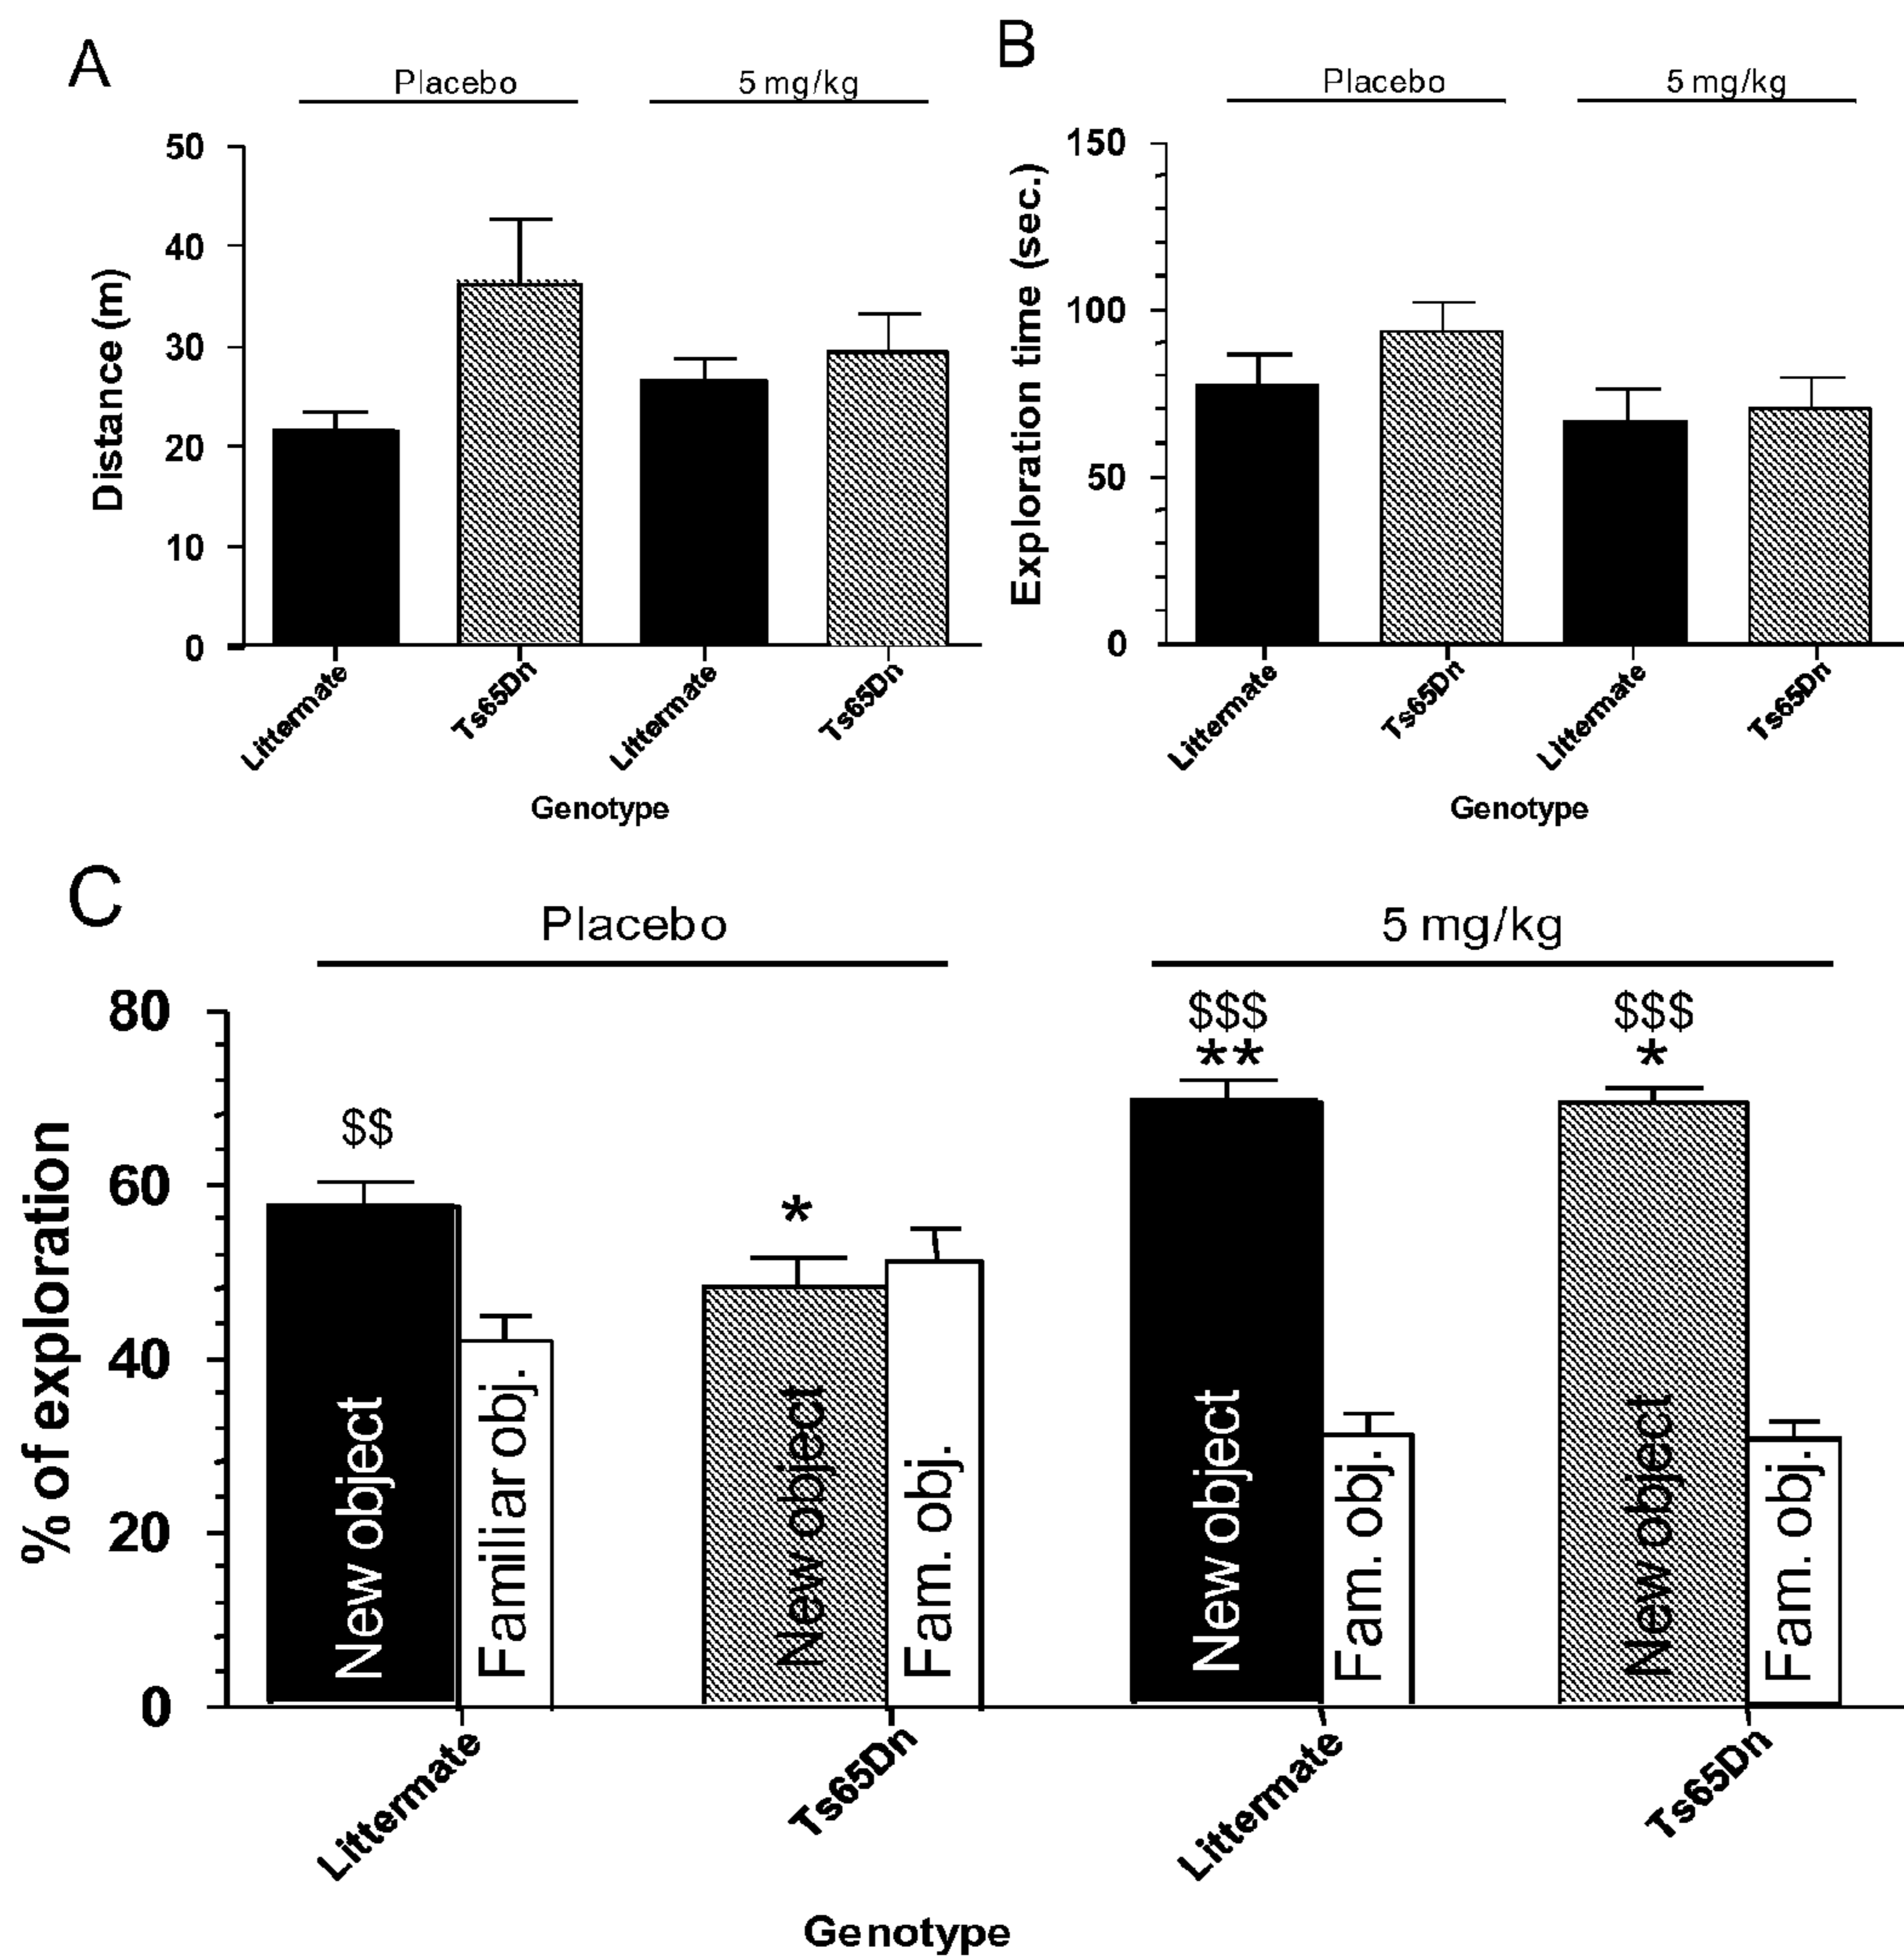 A
Placebo
5 mg/kg
50
40
30
20
10
0
Distance (m)
Littermate
Ts65Dn
Littermate
Ts65Dn
Genotype
B
Placebo
5 mg/kg
150
100
50
0
Exploration time (sec.)
Littermate
Ts65Dn
Littermate
Ts65Dn
Genotype
C
Placebo
5 mg/kg
80
60
40
20
0
% of exploration
$$
*
$$$
**
$$$
*
New object
Familiar obj.
New object
Fam. obj.
New object
Fam. obj.
New object
Fam. obj.
Littermate
Ts65Dn
Littermate
Ts65Dn
Genotype